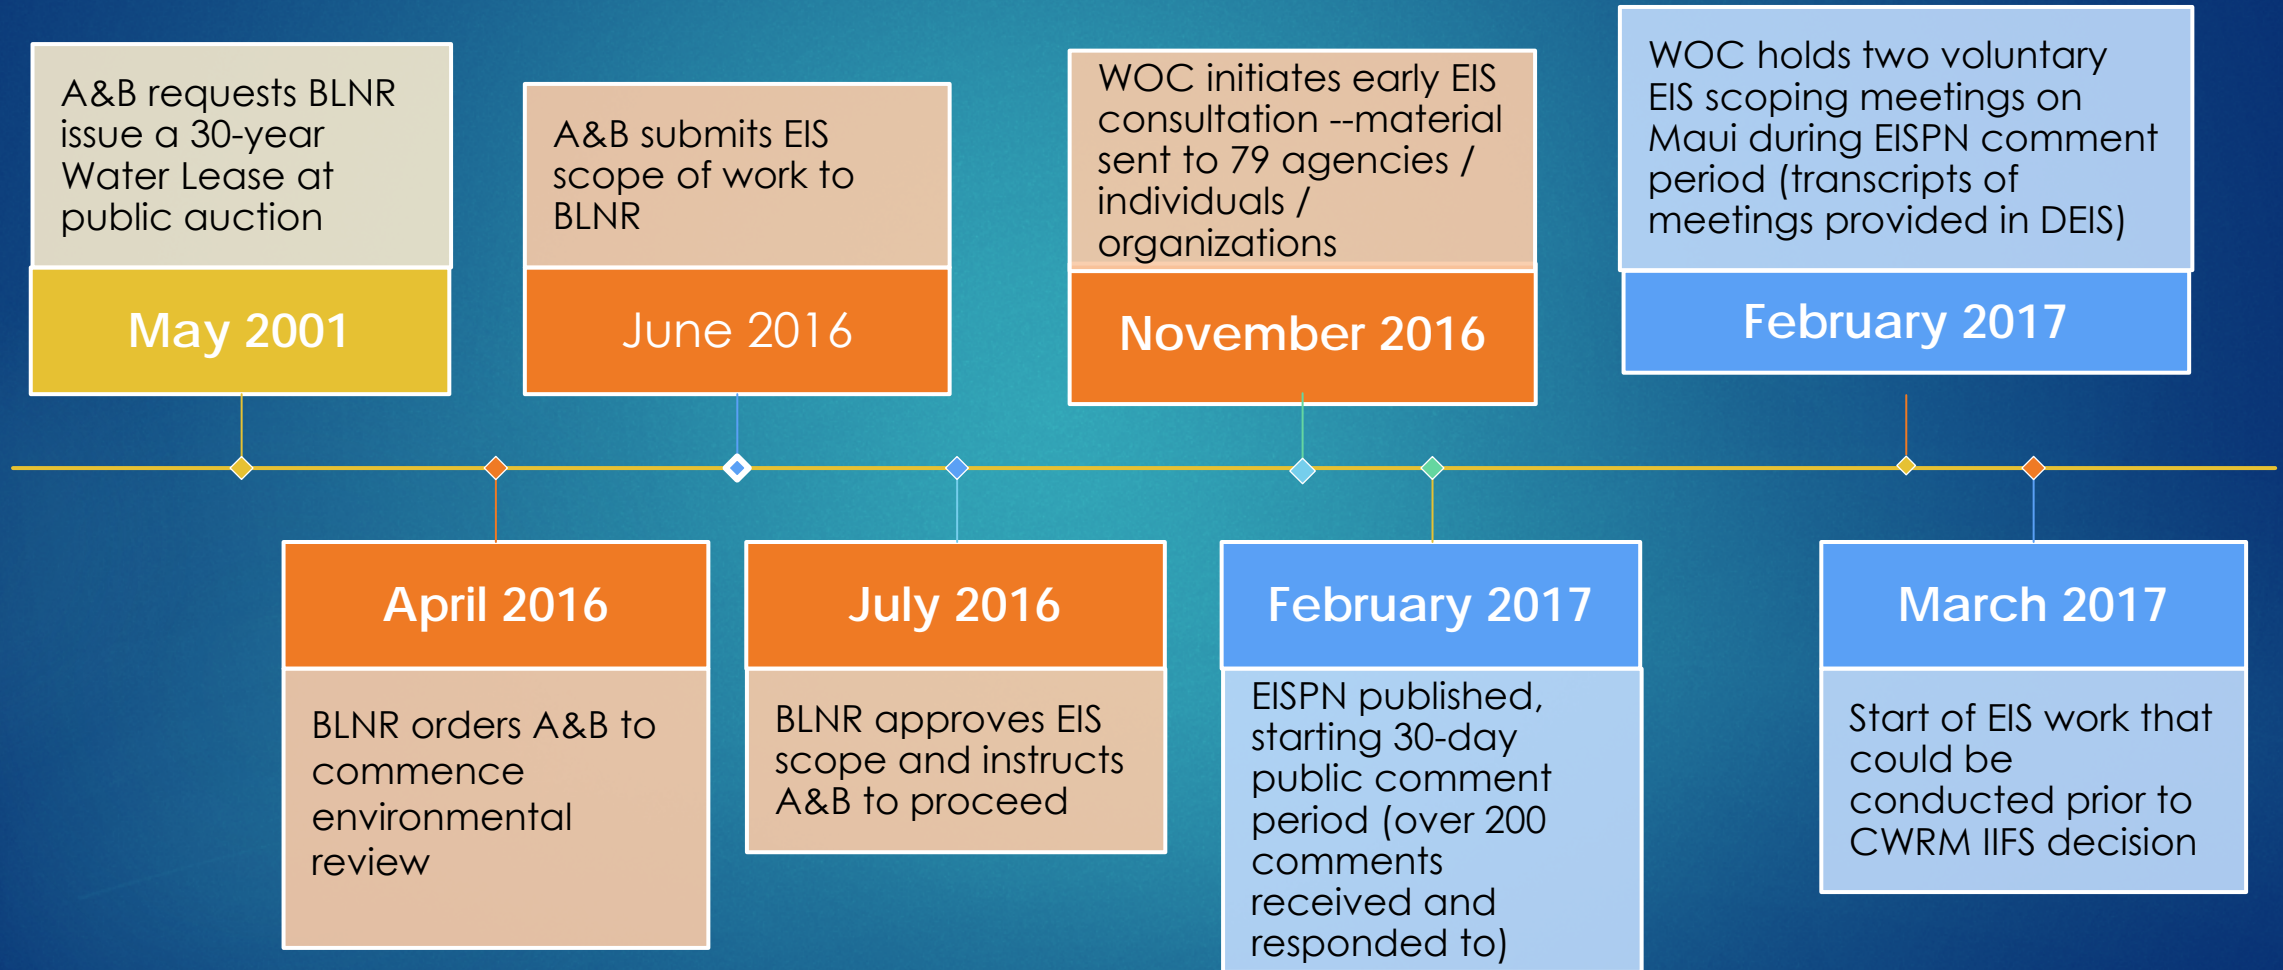 A&B requests BLNR
issue a 30-year
Water Lease at
public auction
May 2001
April 2016
BLNR orders A&B to
commence
environmental
review
A&B submits EIS
scope of work to
BLNR
June 2016
July 2016
BLNR approves EIS
scope and instructs
A&B to proceed
WOC initiates early EIS
consultation --material
sent to 79 agencies /
individuals /
organizations
November 2016
February 2017
EISPN published,
starting 30-day
public comment
period (over 200
comments
received and
responded to)
WOC holds two voluntary
EIS scoping meetings on
Maui during EISPN comment
period (transcripts of
meetings provided in DEIS)
February 2017
March 2017
Start of EIS work that
could be
conducted prior to
CWRM IIFS decision